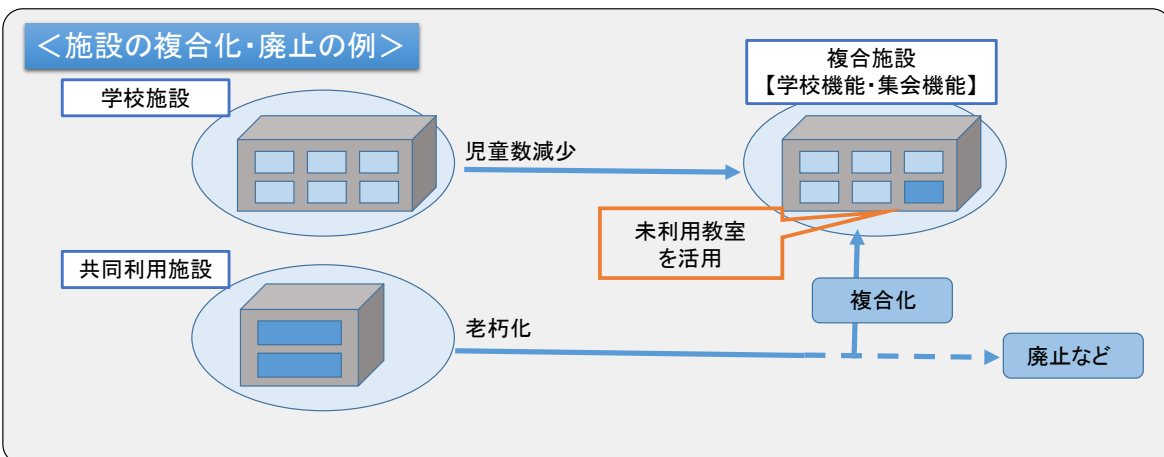 ＜施設の複合化・廃止の例＞
学校施設
児童数減少
複合施設
【学校機能・集会機能】
未利用教室
を活用
共同利用施設
老朽化
複合化
廃止など